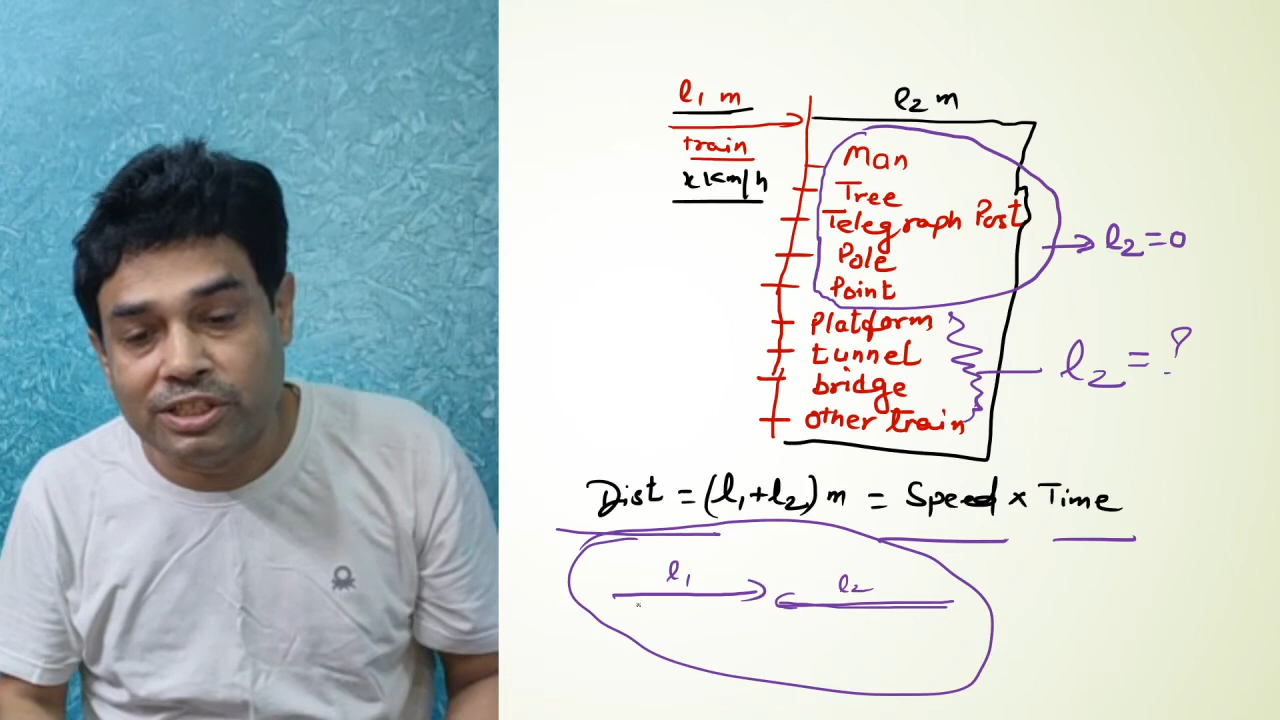 l₁ m
l₂ m
train
x Km/h
Man
Tree
Telegraph Post
Pole
Point
l₂ = 0
Platform
tunnel
bridge
other train
l₂ = ?
Dist = (l₁+l₂) m = Speed × Time
l₁
l₂